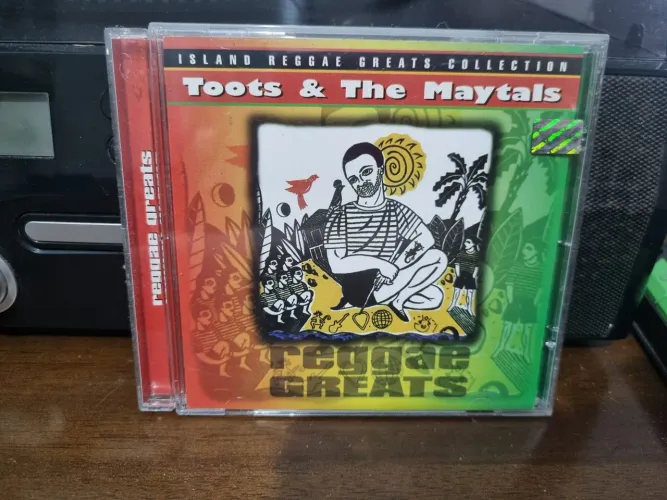 ISLAND REGGAE GREATS COLLECTION
Toots & The Maytals
reggae greats
reggae
GREATS